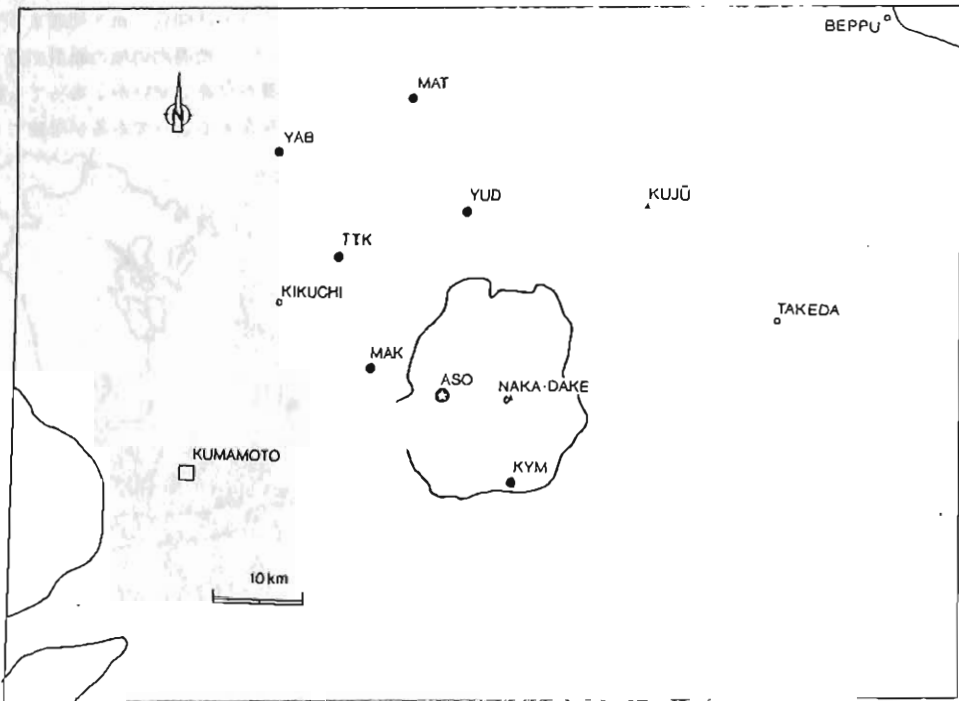 BEPPU
MAT
YAB
N
YUD
KUJŪ
TTK
KIKUCHI
TAKEDA
MAK
ASO
NAKA·DAKE
KUMAMOTO
KYM
10km